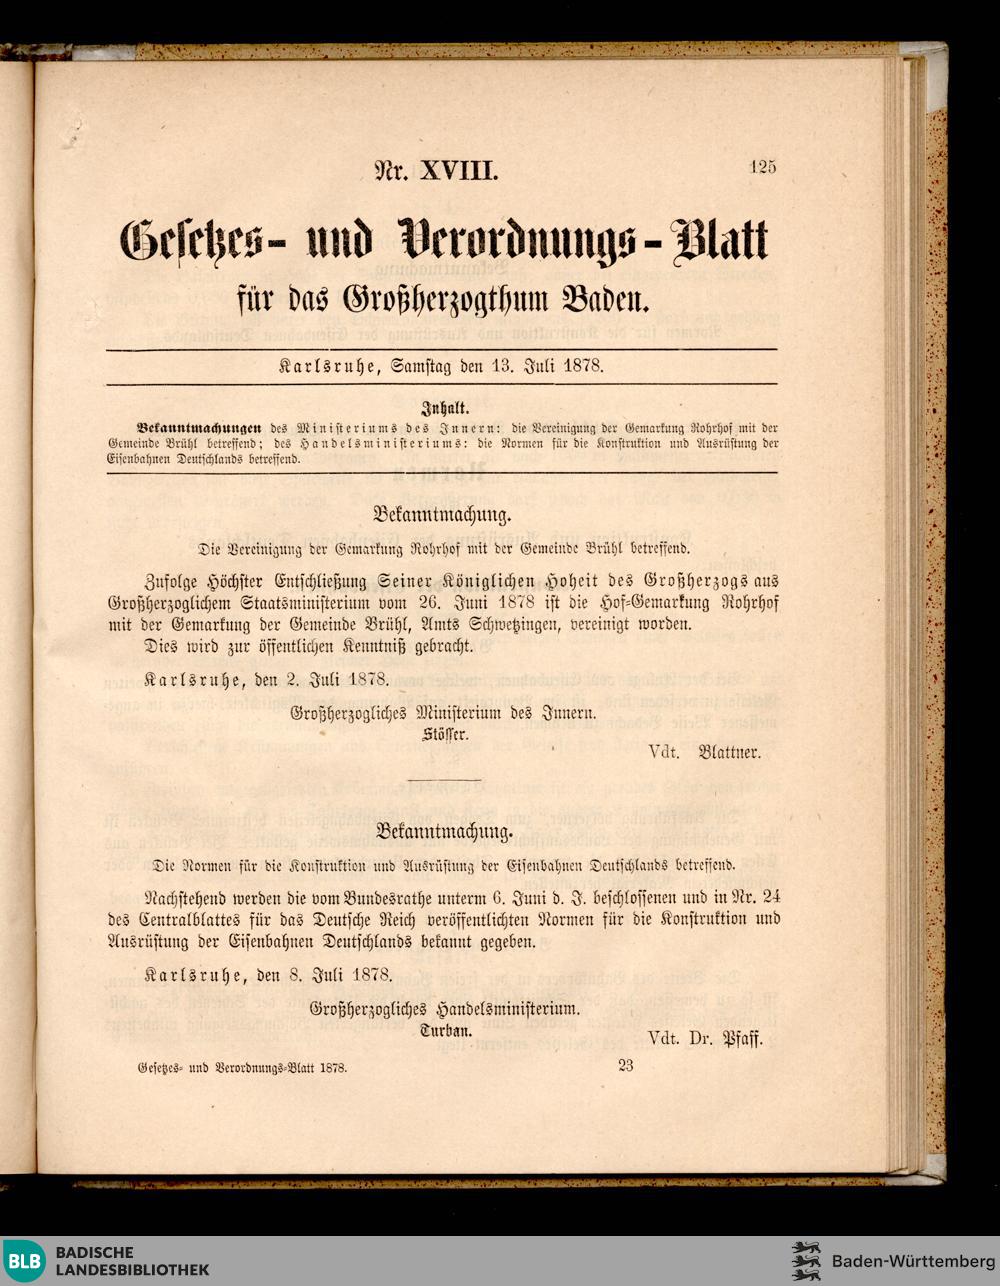 Nr. XVIII.
125
Gesetzes- und Verordnungs-Blatt
für das Großherzogthum Baden.
Karlsruhe, Samstag den 13. Juli 1878.
Inhalt.
Bekanntmachungen des Ministeriums des Innern: die Vereinigung der Gemarkung Rohrhof mit der
Gemeinde Brühl betreffend; des Handelsministeriums: die Normen für die Konstruktion und Ausrüstung der
Eisenbahnen Deutschlands betreffend.
Bekanntmachung.
Die Vereinigung der Gemarkung Rohrhof mit der Gemeinde Brühl betreffend.
Zufolge Höchster Entschließung Seiner Königlichen Hoheit des Großherzogs aus
Großherzoglichem Staatsministerium vom 26. Juni 1878 ist die Hof-Gemarkung Rohrhof
mit der Gemarkung der Gemeinde Brühl, Amts Schwetzingen, vereinigt worden.
Dies wird zur öffentlichen Kenntniß gebracht.
Karlsruhe, den 2. Juli 1878.
Großherzogliches Ministerium des Innern.
Stösser.
Vdt. Blattner.
Bekanntmachung.
Die Normen für die Konstruktion und Ausrüstung der Eisenbahnen Deutschlands betreffend.
Nachstehend werden die vom Bundesrathe unterm 6. Juni d. J. beschlossenen und in Nr. 24
des Centralblattes für das Deutsche Reich veröffentlichten Normen für die Konstruktion und
Ausrüstung der Eisenbahnen Deutschlands bekannt gegeben.
Karlsruhe, den 8. Juli 1878.
Großherzogliches Handelsministerium.
Turban.
Vdt. Dr. Pfaff.
Gesetzes- und Verordnungs-Blatt 1878.
23
BLB
BADISCHE
LANDESBIBLIOTHEK
Baden-Württemberg